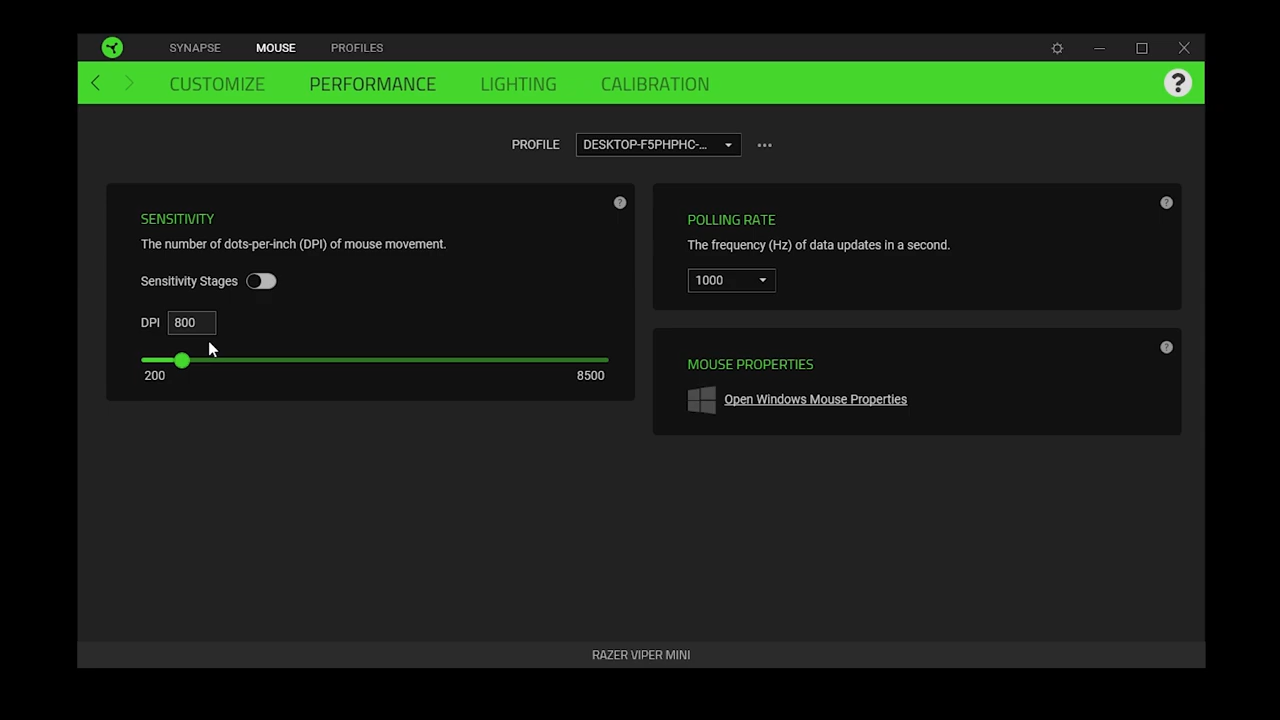 SYNAPSE MOUSE PROFILES
CUSTOMIZE PERFORMANCE LIGHTING CALIBRATION ?
PROFILE DESKTOP-F5PHPHC-... ...
SENSITIVITY ?
The number of dots-per-inch (DPI) of mouse movement.
Sensitivity Stages
DPI 800
200 8500
POLLING RATE ?
The frequency (Hz) of data updates in a second.
1000
MOUSE PROPERTIES ?
Open Windows Mouse Properties
RAZER VIPER MINI